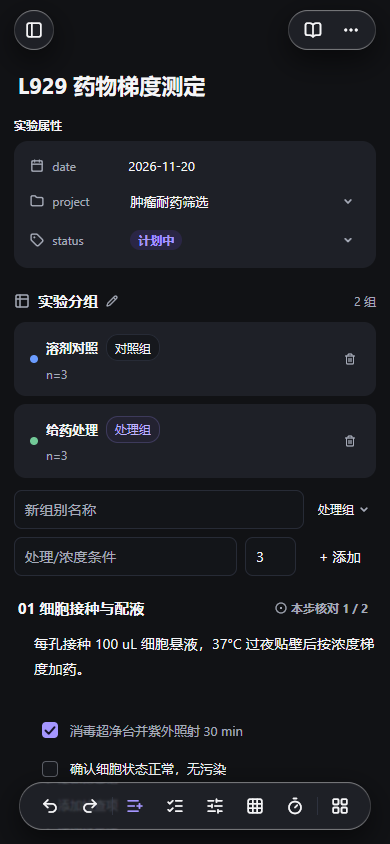 L929 药物梯度测定
实验属性
date 2026-11-20
project 肿瘤耐药筛选
status 计划中
实验分组 2 组
溶剂对照 对照组
n=3
给药处理 处理组
n=3
新组别名称 处理组
处理/浓度条件 3 + 添加
01 细胞接种与配液 本步核对 1 / 2
每孔接种 100 uL 细胞悬液，37°C 过夜贴壁后按浓度梯
度加药。
消毒超净台并紫外照射 30 min
确认细胞状态正常，无污染